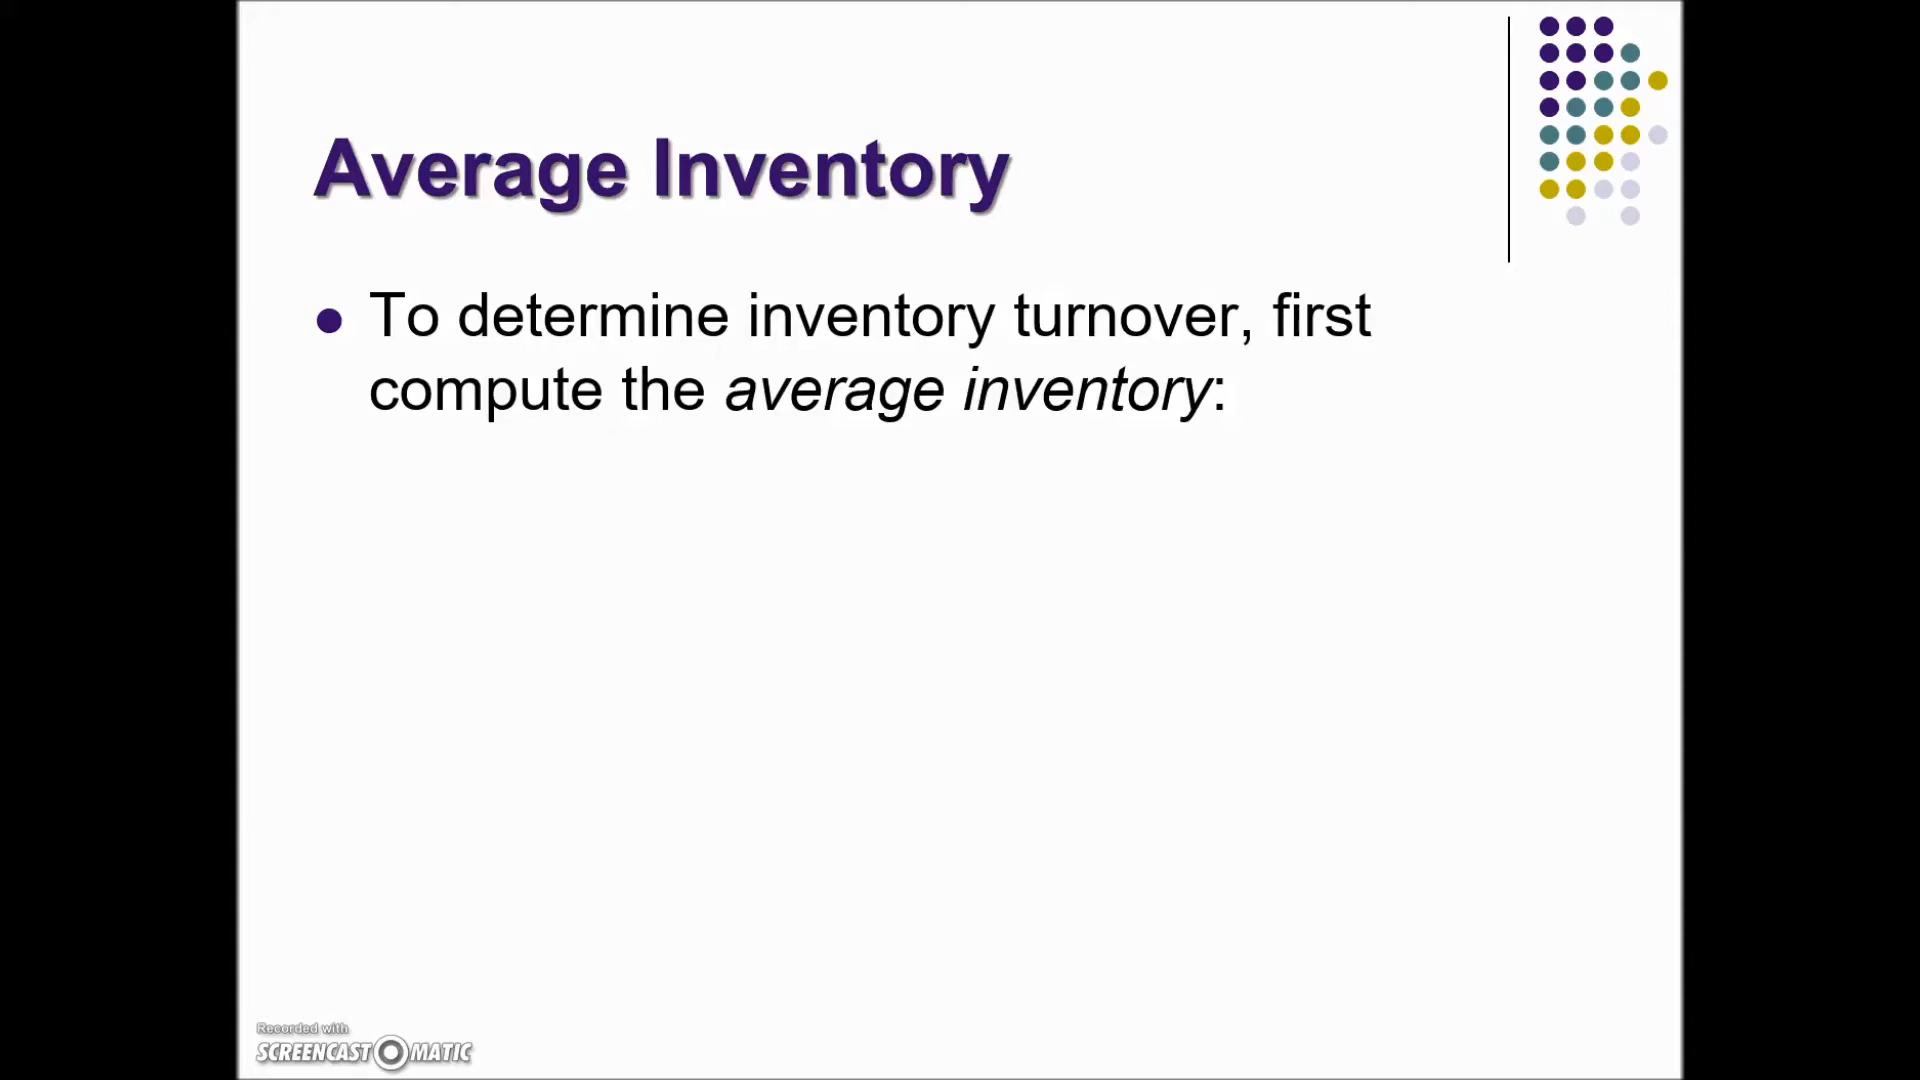 Average Inventory
To determine inventory turnover, first
compute the average inventory:
Recorded with
SCREENCAST O MATIC